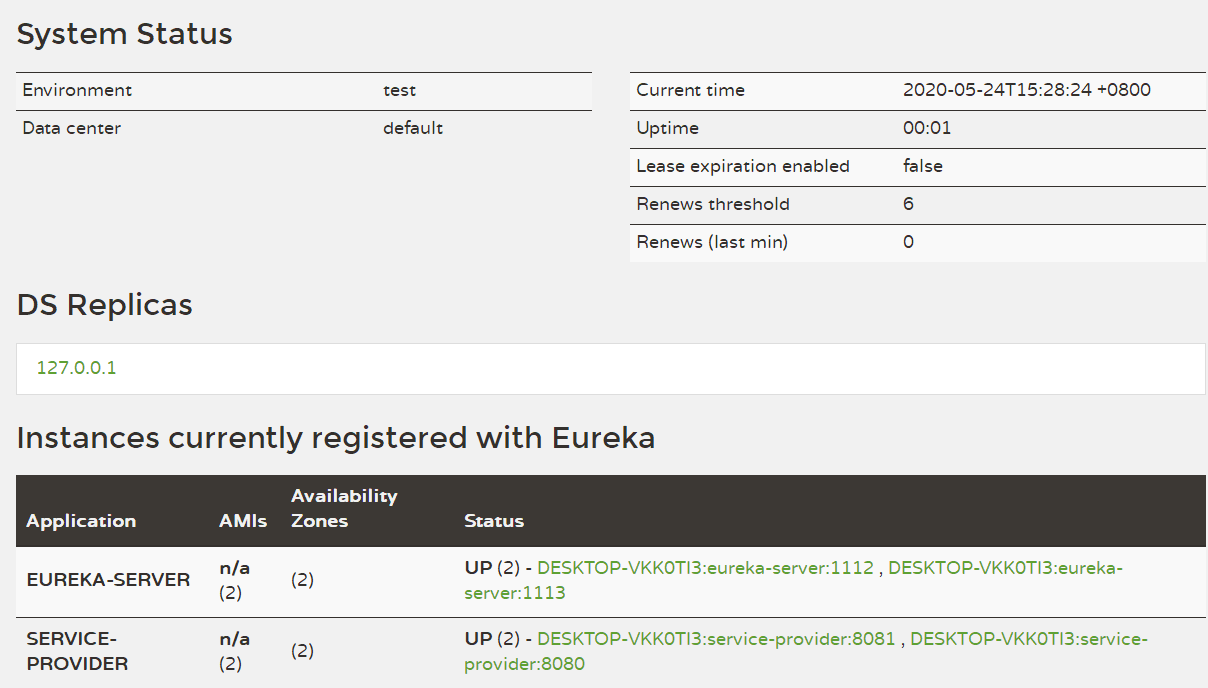 System Status
Environment test
Data center default
Current time 2020-05-24T15:28:24 +0800
Uptime 00:01
Lease expiration enabled false
Renews threshold 6
Renews (last min) 0
DS Replicas
127.0.0.1
Instances currently registered with Eureka
Application AMIs Availability Zones Status
EUREKA-SERVER n/a (2) (2) UP (2) - DESKTOP-VKK0TI3:eureka-server:1112 , DESKTOP-VKK0TI3:eureka-
server:1113
SERVICE-
PROVIDER n/a (2) (2) UP (2) - DESKTOP-VKK0TI3:service-provider:8081 , DESKTOP-VKK0TI3:service-
provider:8080